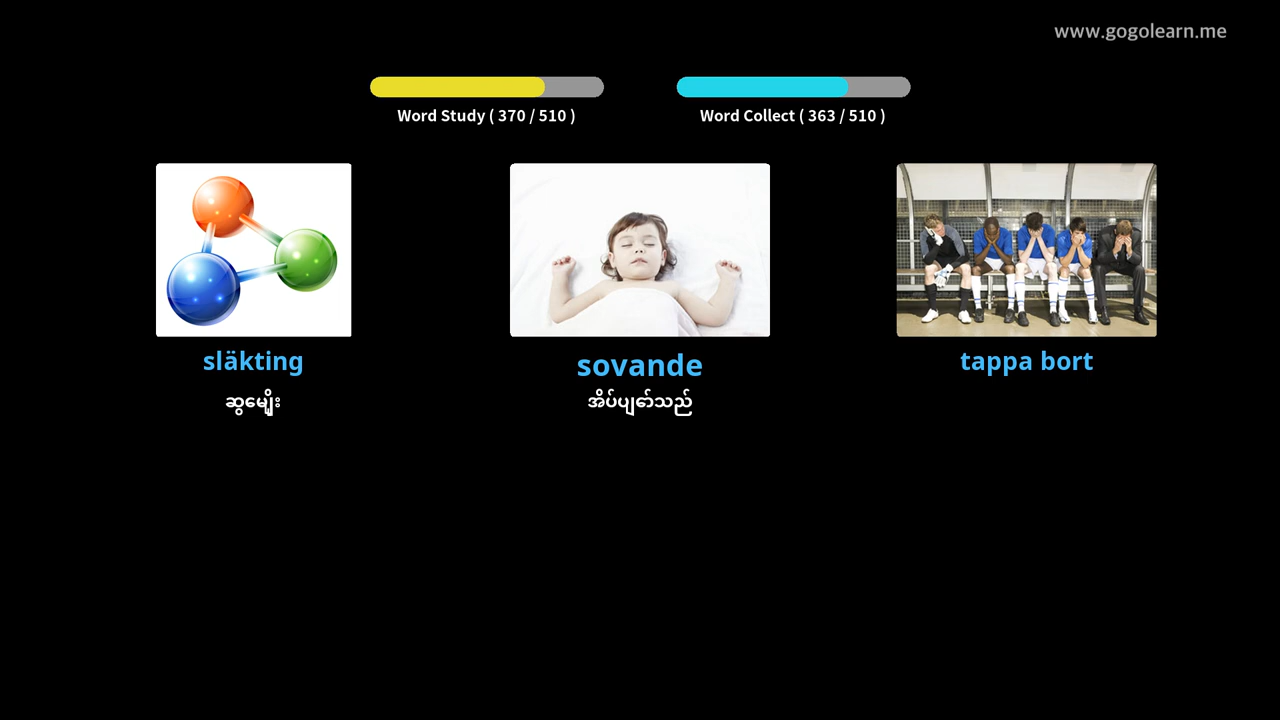 www.gogolearn.me
Word Study ( 370 / 510 )
Word Collect ( 363 / 510 )
släkting
ဆွေမျိုး
sovande
အိပ်ပျော်သည်
tappa bort